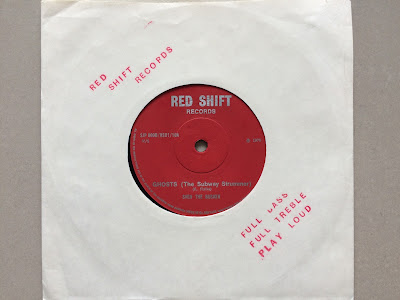 RED
SHIFT
RECORDS
RED SHIFT
RECORDS
GHOSTS (The Subway Strummer)
FULL BASS
FULL TREBLE
PLAY LOUD